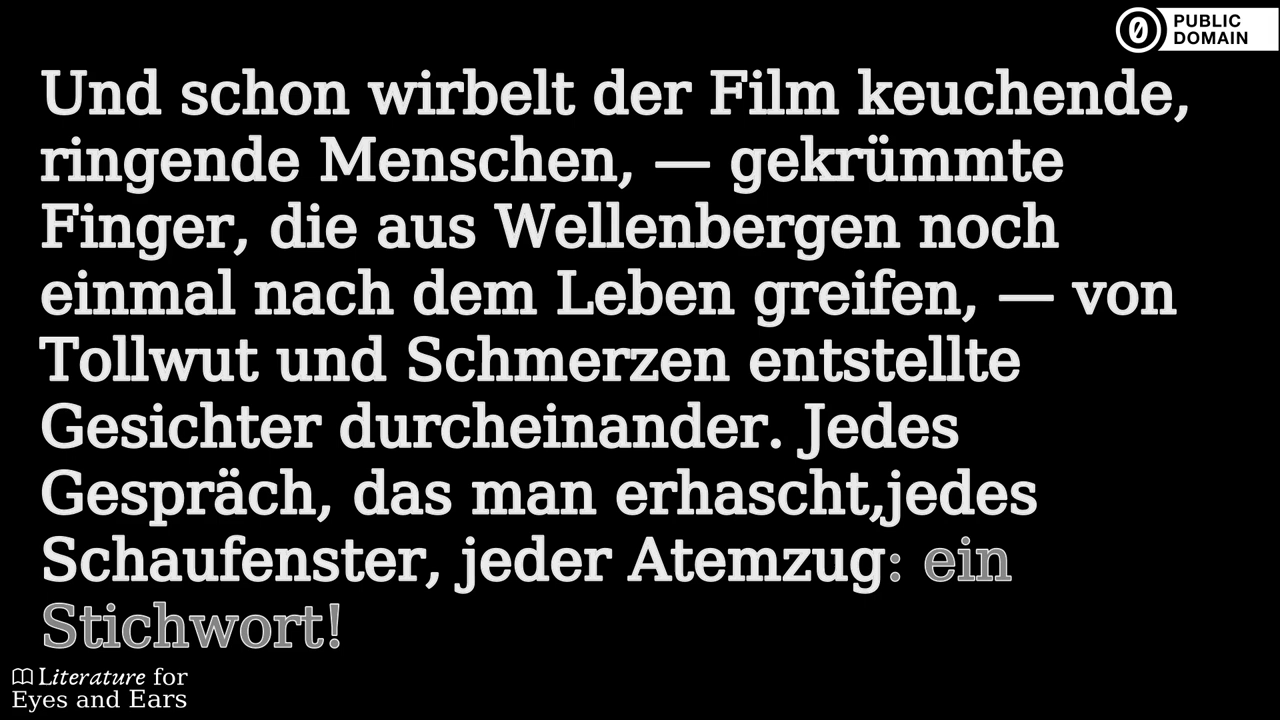 PUBLIC
DOMAIN
Und schon wirbelt der Film keuchende,
ringende Menschen, — gekrümmte
Finger, die aus Wellenbergen noch
einmal nach dem Leben greifen, — von
Tollwut und Schmerzen entstellte
Gesichter durcheinander. Jedes
Gespräch, das man erhascht,jedes
Schaufenster, jeder Atemzug: ein
Stichwort!
Literature for
Eyes and Ears